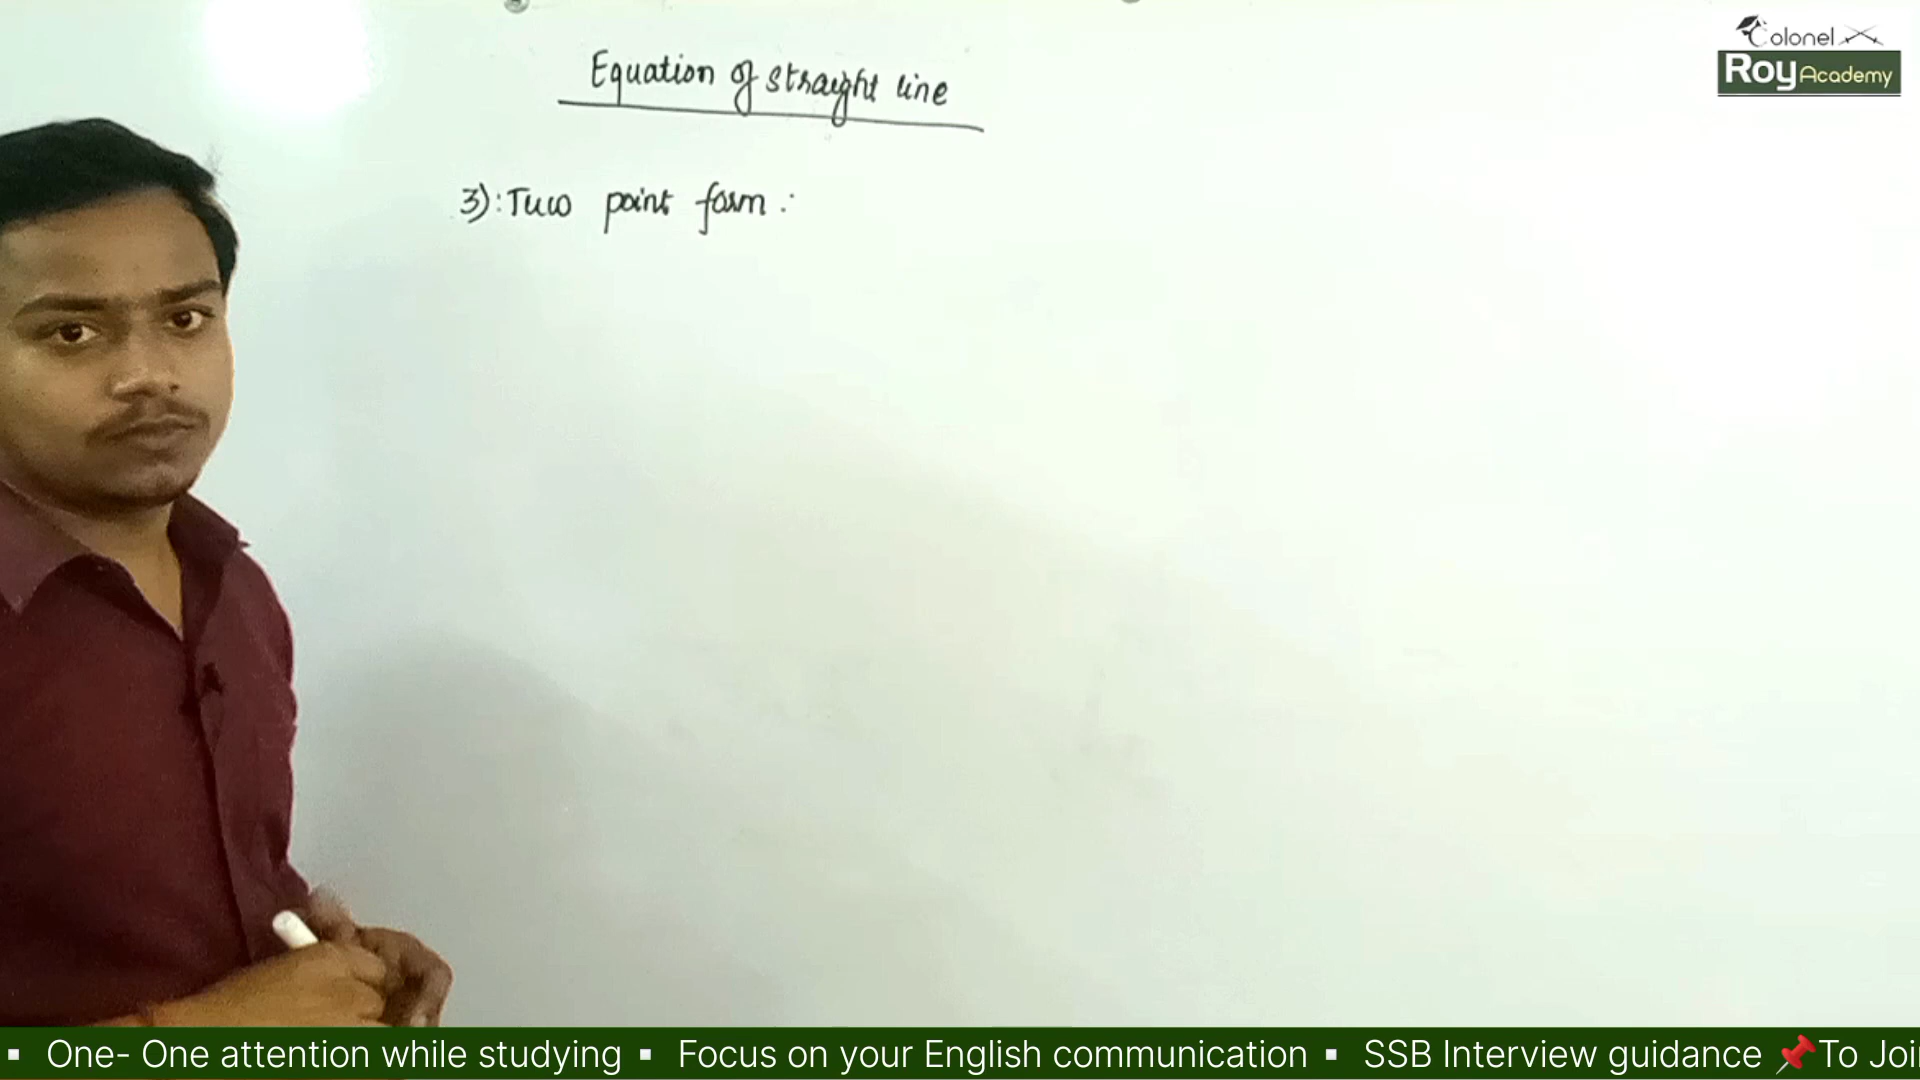 Colonel
Roy Academy
Equation of straight line
3): Two point form :
▪ One- One attention while studying ▪ Focus on your English communication ▪ SSB Interview guidance 📌To Joi